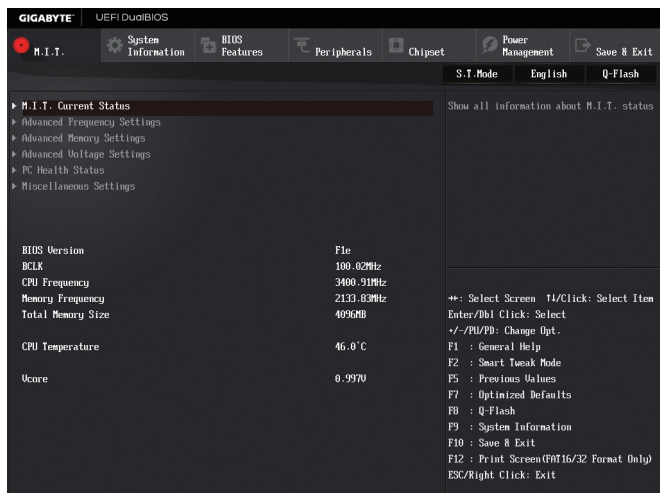 GIGABYTE™ UEFI DualBIOS
M.I.T.
System Information
BIOS Features
Peripherals
Chipset
Power Management
Save & Exit
S.T.Mode English Q-Flash
M.I.T. Current Status
Advanced Frequency Settings
Advanced Memory Settings
Advanced Voltage Settings
PC Health Status
Miscellaneous Settings
Show all information about M.I.T. status
BIOS Version F1e
BCLK 100.02MHz
CPU Frequency 3400.91MHz
Memory Frequency 2133.83MHz
Total Memory Size 4096MB
CPU Temperature 46.0°C
Vcore 0.997V
→←: Select Screen ↑↓/Click: Select Item
Enter/Dbl Click: Select
+/-/PU/PD: Change Opt.
F1 : General Help
F2 : Smart Tweak Mode
F5 : Previous Values
F7 : Optimized Defaults
F8 : Q-Flash
F9 : System Information
F10 : Save & Exit
F12 : Print Screen(FAT16/32 Format Only)
ESC/Right Click: Exit